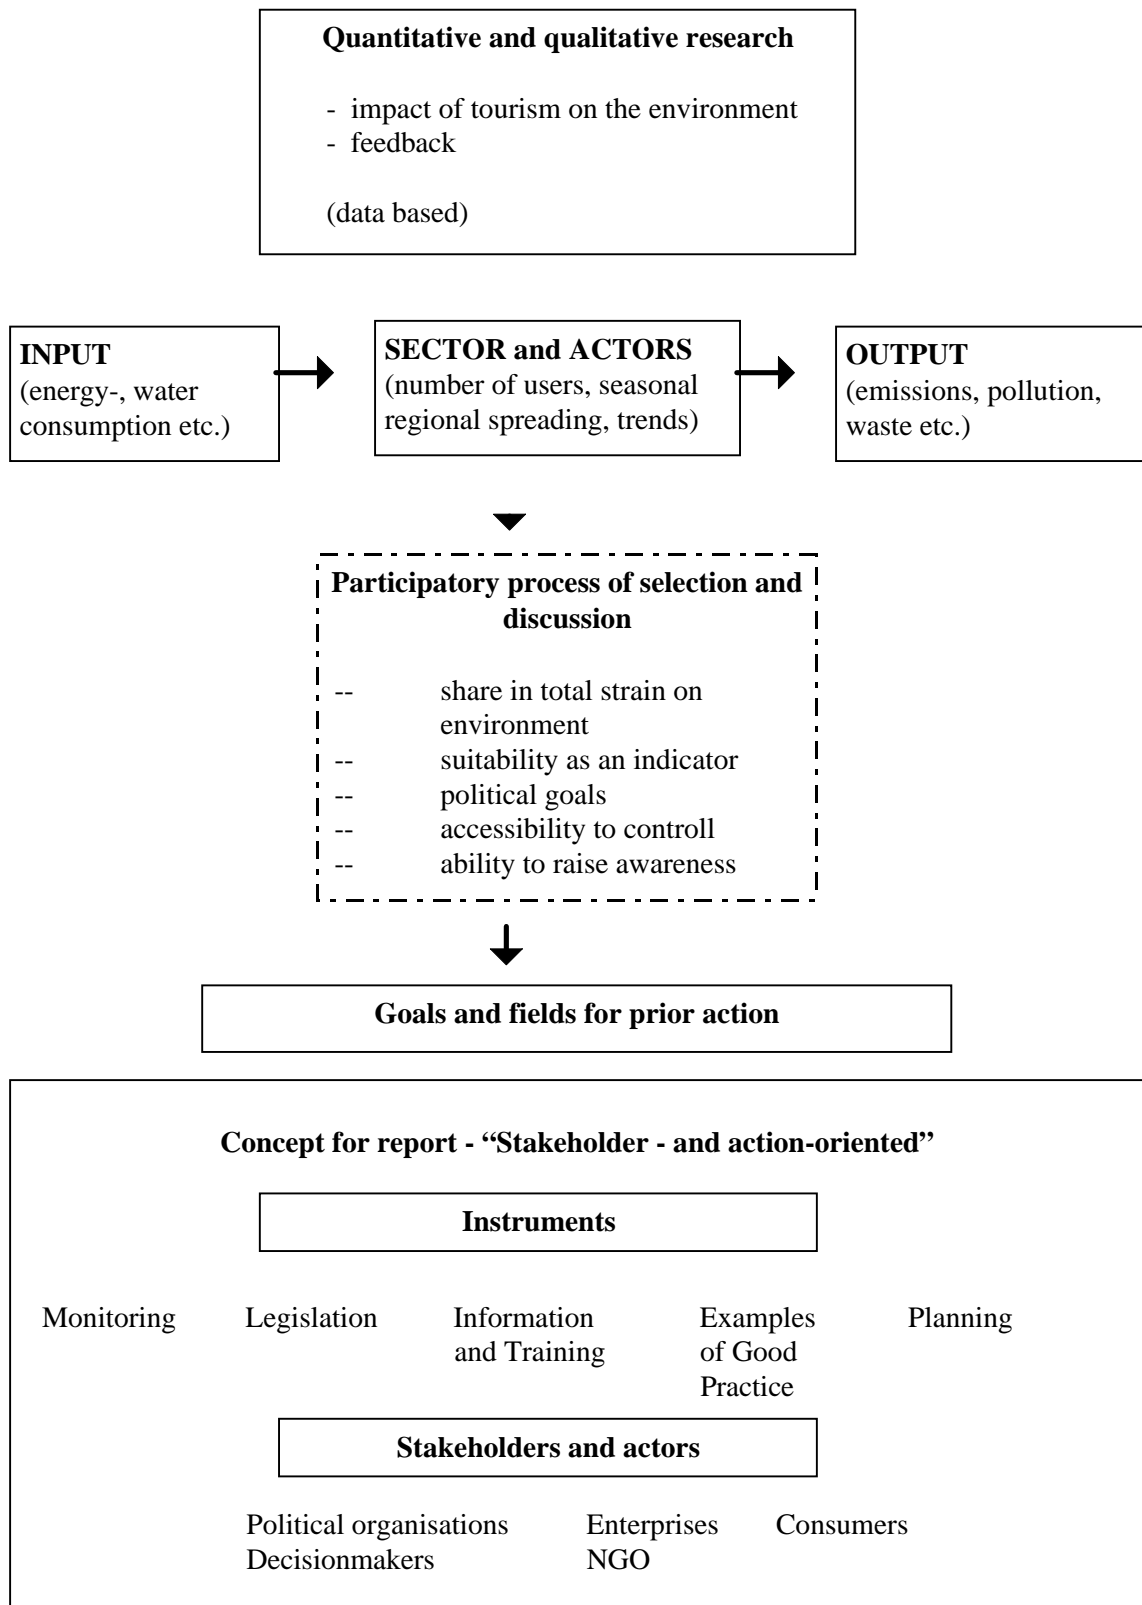 Quantitative and qualitative research
- impact of tourism on the environment
- feedback
(data based)
INPUT
(energy-, water
consumption etc.)
SECTOR and ACTORS
(number of users, seasonal
regional spreading, trends)
OUTPUT
(emissions, pollution,
waste etc.)
Participatory process of selection and
discussion
-- share in total strain on
environment
-- suitability as an indicator
-- political goals
-- accessibility to controll
-- ability to raise awareness
Goals and fields for prior action
Concept for report - “Stakeholder - and action-oriented”
Instruments
Monitoring
Legislation
Information
and Training
Examples
of Good
Practice
Planning
Stakeholders and actors
Political organisations
Decisionmakers
Enterprises
NGO
Consumers